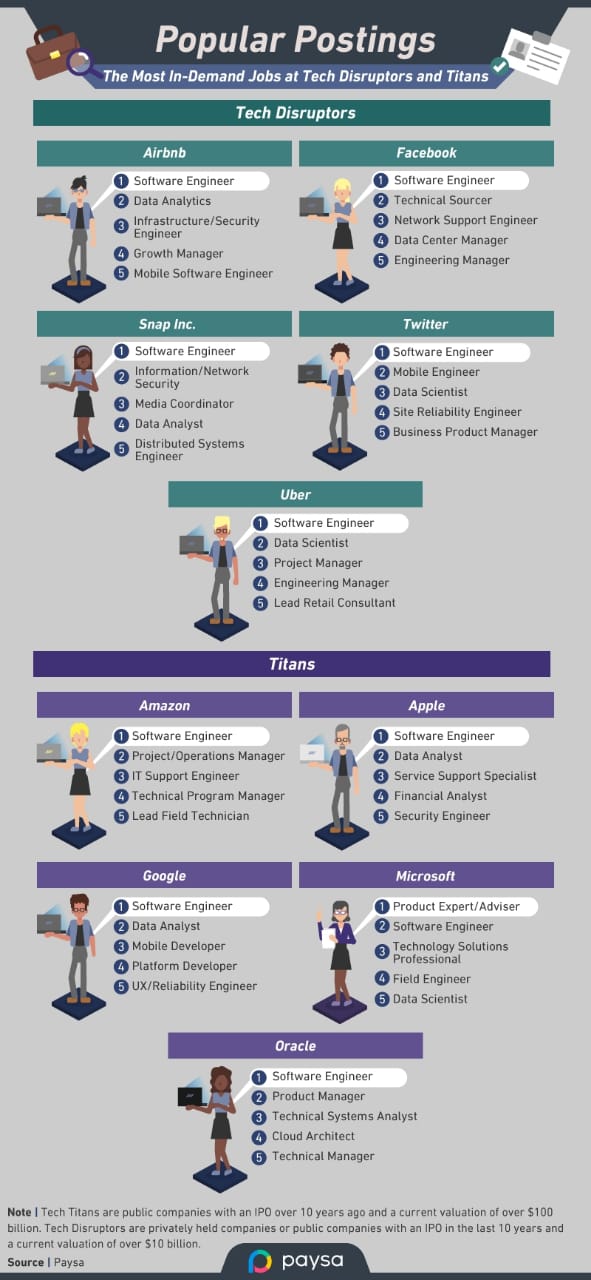 Popular Postings
The Most In-Demand Jobs at Tech Disruptors and Titans
Tech Disruptors
Airbnb
1 Software Engineer
2 Data Analytics
3 Infrastructure/Security
Engineer
4 Growth Manager
5 Mobile Software Engineer
Facebook
1 Software Engineer
2 Technical Sourcer
3 Network Support Engineer
4 Data Center Manager
5 Engineering Manager
Snap Inc.
1 Software Engineer
2 Information/Network
Security
3 Media Coordinator
4 Data Analyst
5 Distributed Systems
Engineer
Twitter
1 Software Engineer
2 Mobile Engineer
3 Data Scientist
4 Site Reliability Engineer
5 Business Product Manager
Uber
1 Software Engineer
2 Data Scientist
3 Project Manager
4 Engineering Manager
5 Lead Retail Consultant
Titans
Amazon
1 Software Engineer
2 Project/Operations Manager
3 IT Support Engineer
4 Technical Program Manager
5 Lead Field Technician
Apple
1 Software Engineer
2 Data Analyst
3 Service Support Specialist
4 Financial Analyst
5 Security Engineer
Google
1 Software Engineer
2 Data Analyst
3 Mobile Developer
4 Platform Developer
5 UX/Reliability Engineer
Microsoft
1 Product Expert/Adviser
2 Software Engineer
3 Technology Solutions
Professional
4 Field Engineer
5 Data Scientist
Oracle
1 Software Engineer
2 Product Manager
3 Technical Systems Analyst
4 Cloud Architect
5 Technical Manager
Note | Tech Titans are public companies with an IPO over 10 years ago and a current valuation of over $100
billion. Tech Disruptors are privately held companies or public companies with an IPO in the last 10 years and
a current valuation of over $10 billion.
Source | Paysa
paysa